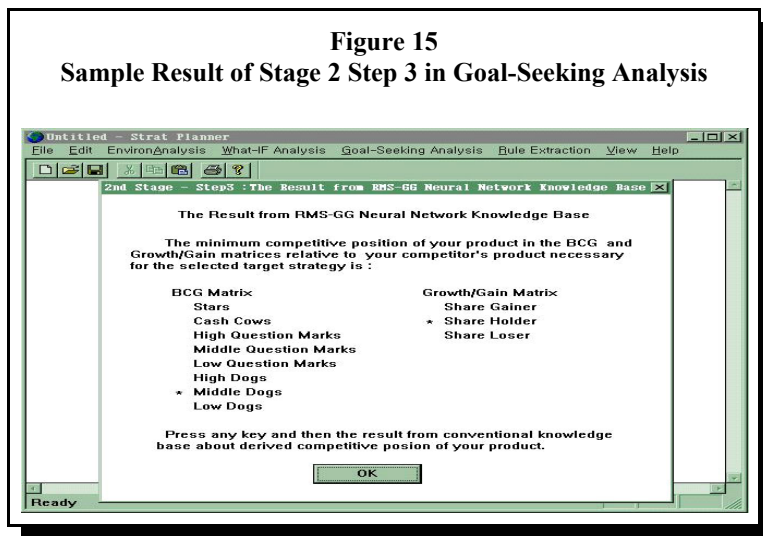 Figure 15
Sample Result of Stage 2 Step 3 in Goal-Seeking Analysis
Untitled - Strat Planner
File Edit EnvironAnalysis What-IF Analysis Goal-Seeking Analysis Rule Extraction View Help
2nd Stage - Step3 :The Result from RMS-GG Neural Network Knowledge Base
The Result from RMS-GG Neural Network Knowledge Base
The minimum competitive position of your product in the BCG and
Growth/Gain matrices relative to your competitor's product necessary
for the selected target strategy is :
BCG Matrix Growth/Gain Matrix
Stars Share Gainer
Cash Cows * Share Holder
High Question Marks Share Loser
Middle Question Marks
Low Question Marks
High Dogs
* Middle Dogs
Low Dogs
Press any key and then the result from conventional knowledge
base about derived competitive posion of your product.
OK
Ready